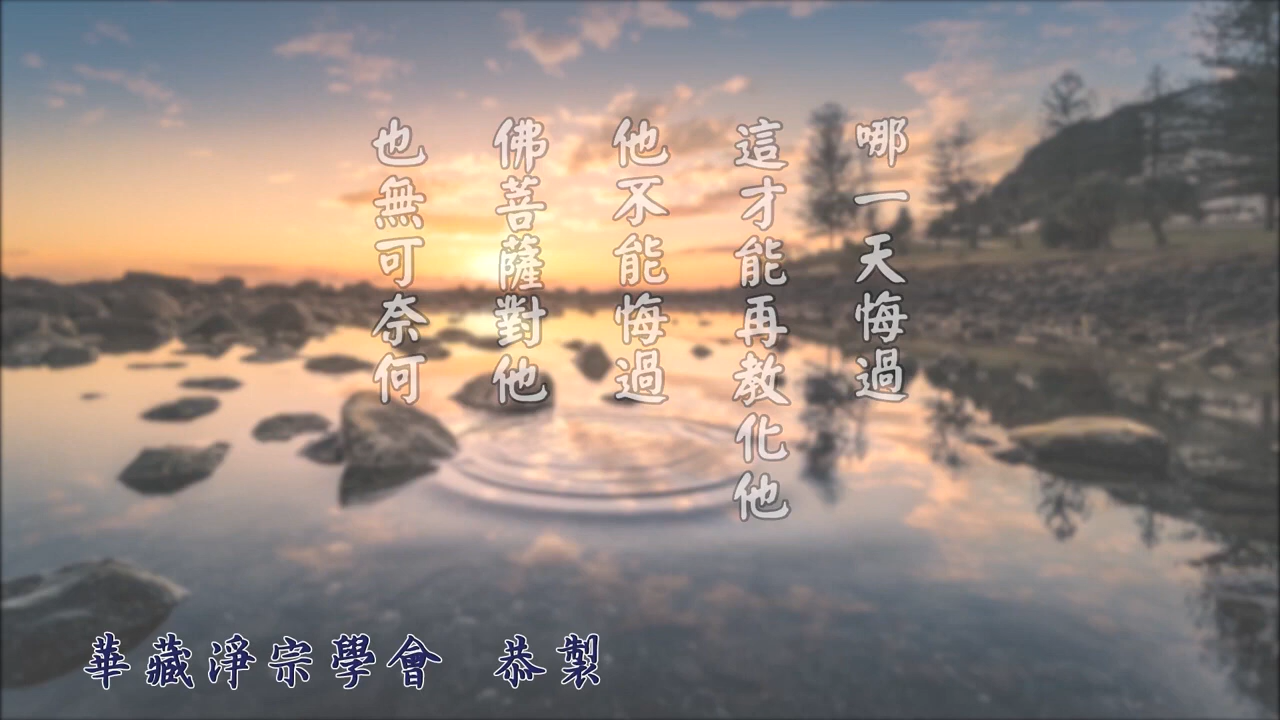 哪一天悔過
這才能再教化他
他不能悔過
佛菩薩對他
也無可奈何
華藏淨宗學會 恭製